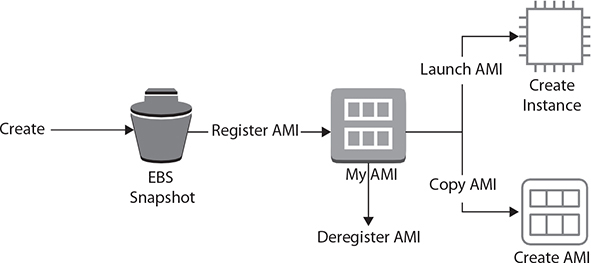 Create
EBS
Snapshot
Register AMI
My AMI
Deregister AMI
Launch AMI
Create
Instance
Copy AMI
Create AMI